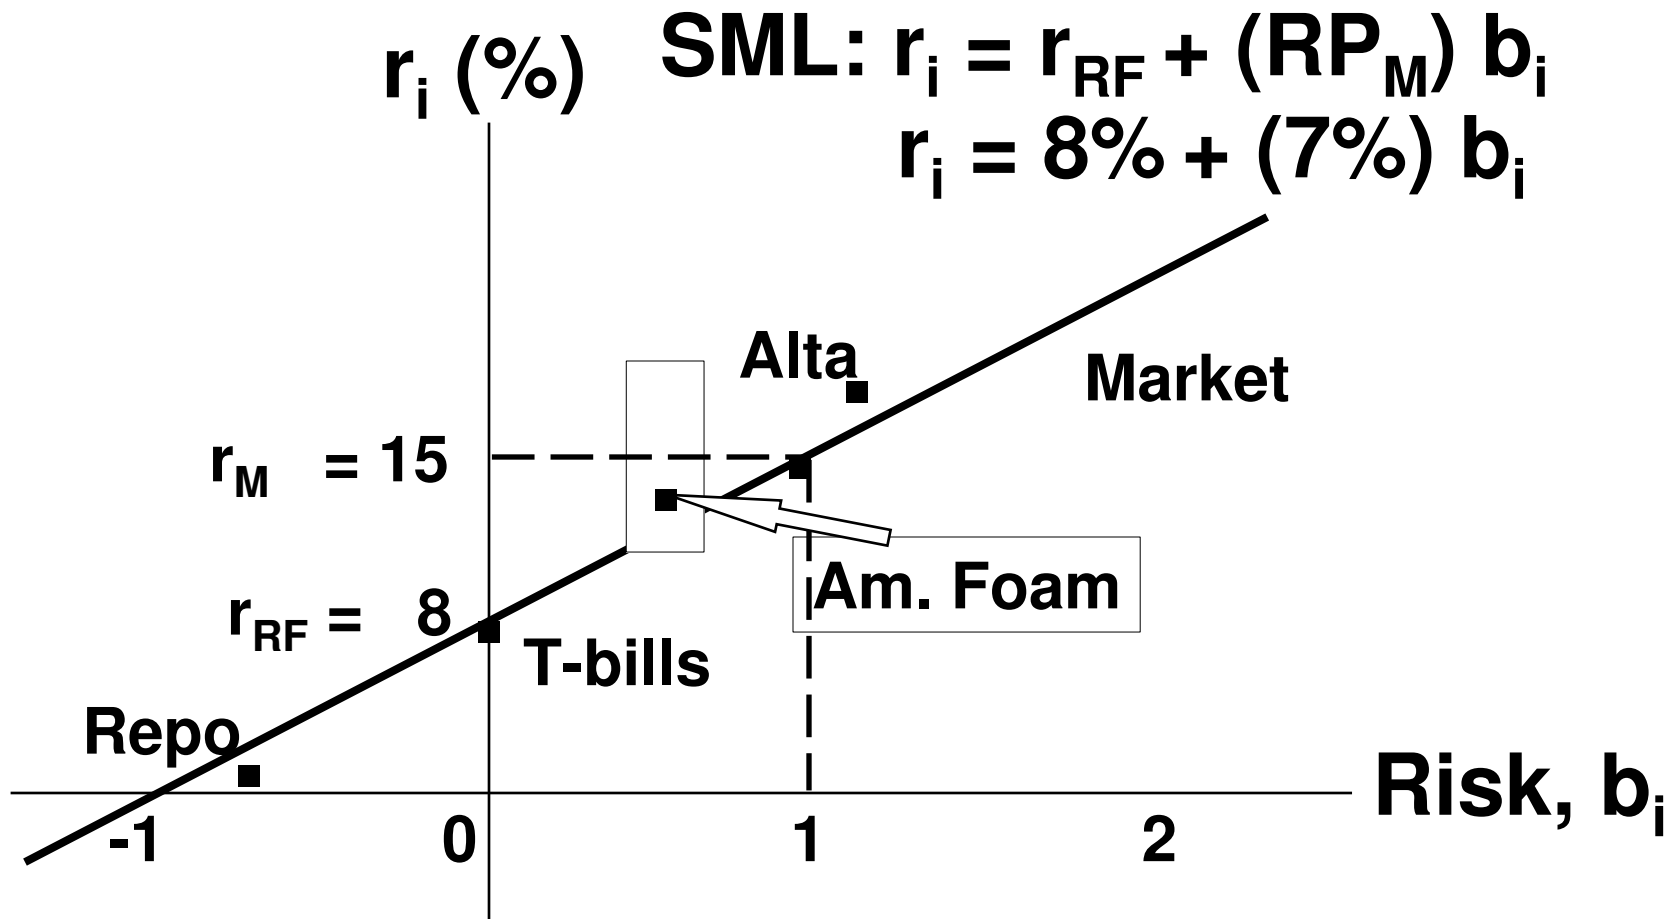 r_i (%)
SML: r_i = r_RF + (RP_M) b_i
r_i = 8% + (7%) b_i
Alta
Market
r_M = 15
Am. Foam
r_RF = 8
T-bills
Repo
Risk, b_i
-1 0 1 2